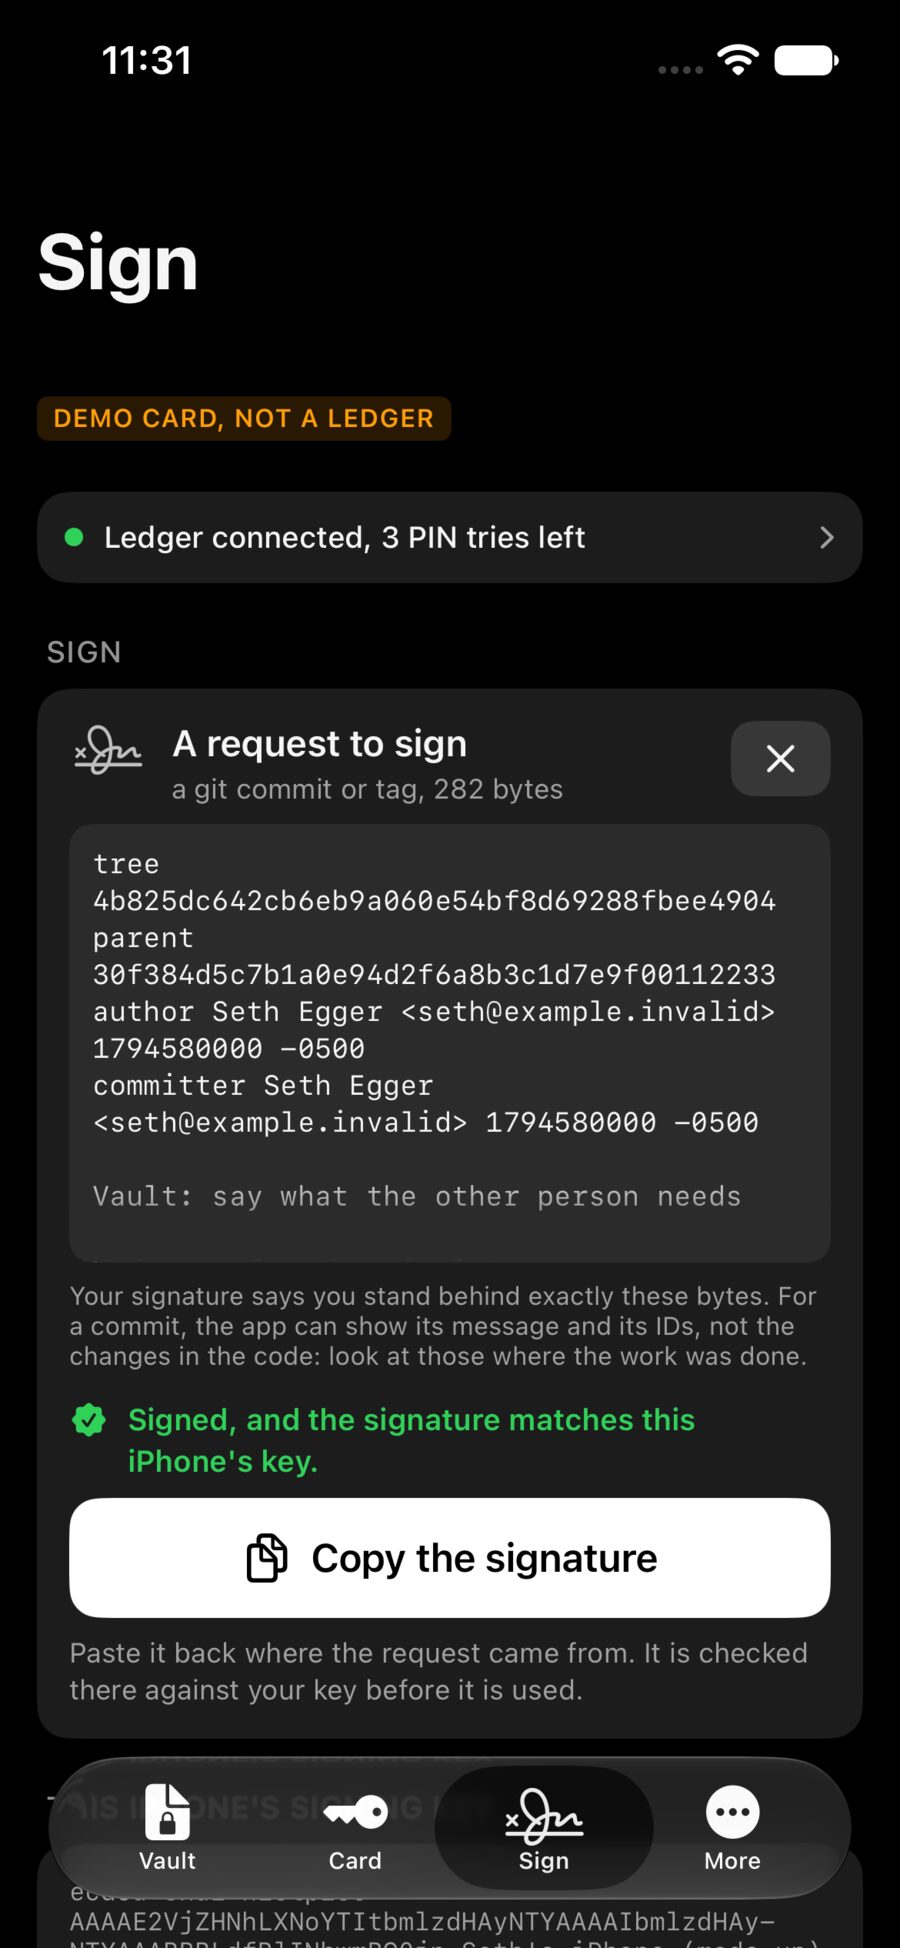 11:31
Sign
DEMO CARD, NOT A LEDGER
Ledger connected, 3 PIN tries left
SIGN
A request to sign
a git commit or tag, 282 bytes
tree
4b825dc642cb6eb9a060e54bf8d69288fbee4904
parent
30f384d5c7b1a0e94d2f6a8b3c1d7e9f00112233
author Seth Egger <seth@example.invalid>
1794580000 -0500
committer Seth Egger
<seth@example.invalid> 1794580000 -0500
Vault: say what the other person needs
Your signature says you stand behind exactly these bytes. For
a commit, the app can show its message and its IDs, not the
changes in the code: look at those where the work was done.
Signed, and the signature matches this
iPhone's key.
Copy the signature
Paste it back where the request came from. It is checked
there against your key before it is used.
Vault
Card
Sign
More
AAAAE2VjZHNhLXNoYTItbmlzdHAyNTYAAAAIbmlzdHAy-